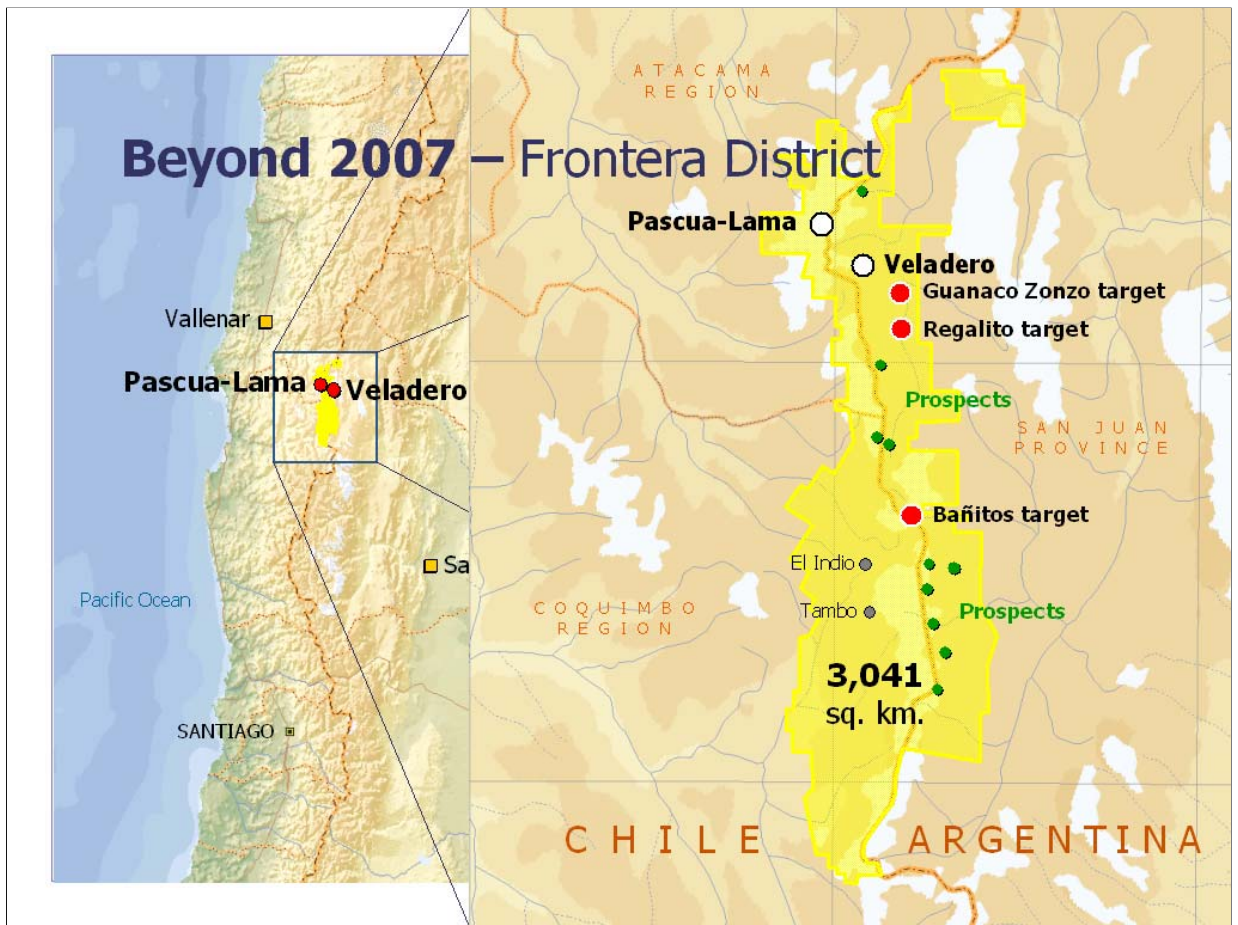 Beyond 2007 – Frontera District
ATACAMA
REGION
Pascua-Lama
Veladero
Guanaco Zonzo target
Regalito target
Vallenar
Pascua-Lama
Veladero
Prospects
SAN JUAN
PROVINCE
Bañitos target
El Indio
Sa
Pacific Ocean
COQUIMBO
REGION
Tambo
Prospects
3,041
sq. km.
SANTIAGO
CHILE
ARGENTINA